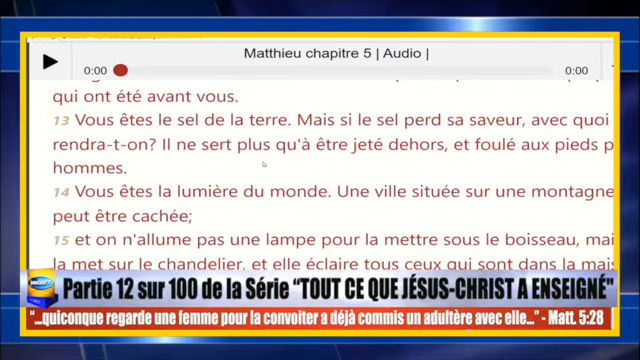 Matthieu chapitre 5 | Audio |
0:00
0:00
qui ont été avant vous.
13 Vous êtes le sel de la terre. Mais si le sel perd sa saveur, avec quoi
rendra-t-on? Il ne sert plus qu'à être jeté dehors, et foulé aux pieds p
hommes.
14 Vous êtes la lumière du monde. Une ville située sur une montagne
peut être cachée;
15 et on n'allume pas une lampe pour la mettre sous le boisseau, mai
la met sur le chandelier, et elle éclaire tous ceux qui sont dans la mais
Partie 12 sur 100 de la Série “TOUT CE QUE JÉSUS-CHRIST A ENSEIGNÉ"
“...quiconque regarde une femme pour la convoiter a déjà commis un adultère avec elle...” - Matt. 5:28